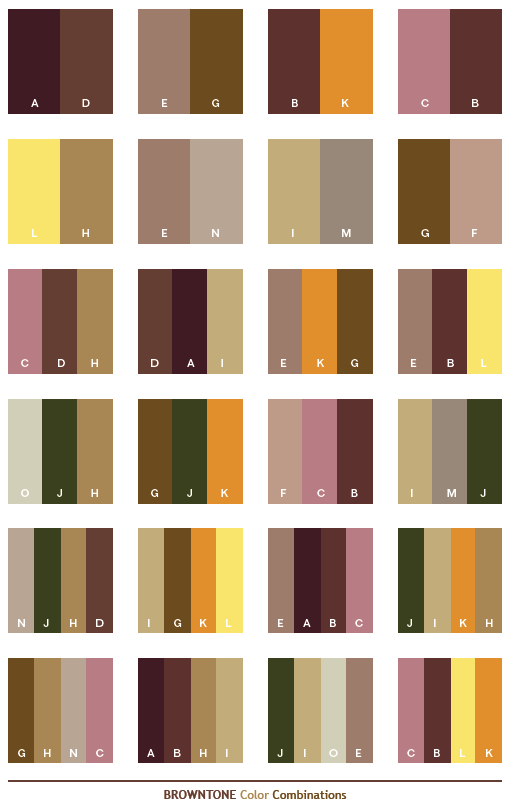 A D E G B K C B
L H E N I M G F
C D H D A I E K G E B L
O J H G J K F C B I M J
N J H D I G K L E A B C J I K H
G H N C A B H I J I O E C B L K
BROWNTONE Color Combinations